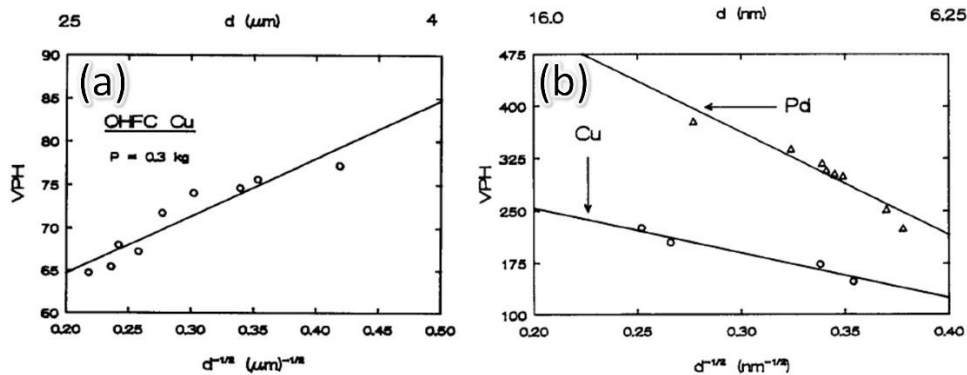 25 d (μm) 4
90
85
80
75
70
65
60
VPH
(a)
OHFC Cu
P = 0.3 kg
0.20 0.25 0.30 0.35 0.40 0.45 0.50
d⁻¹/² (μm)⁻¹/²
16.0 d (nm) 6.25
475
400
325
250
175
100
VPH
(b)
Pd
Cu
0.20 0.30 0.35 0.40
d⁻¹/² (nm⁻¹/²)